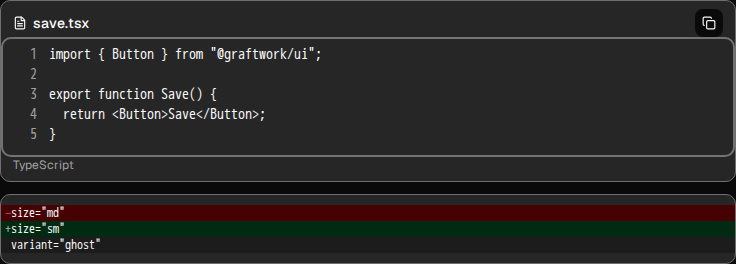 save.tsx
1 import { Button } from "@graftwork/ui";
2
3 export function Save() {
4   return <Button>Save</Button>;
5 }
TypeScript
-size="md"
+size="sm"
 variant="ghost"